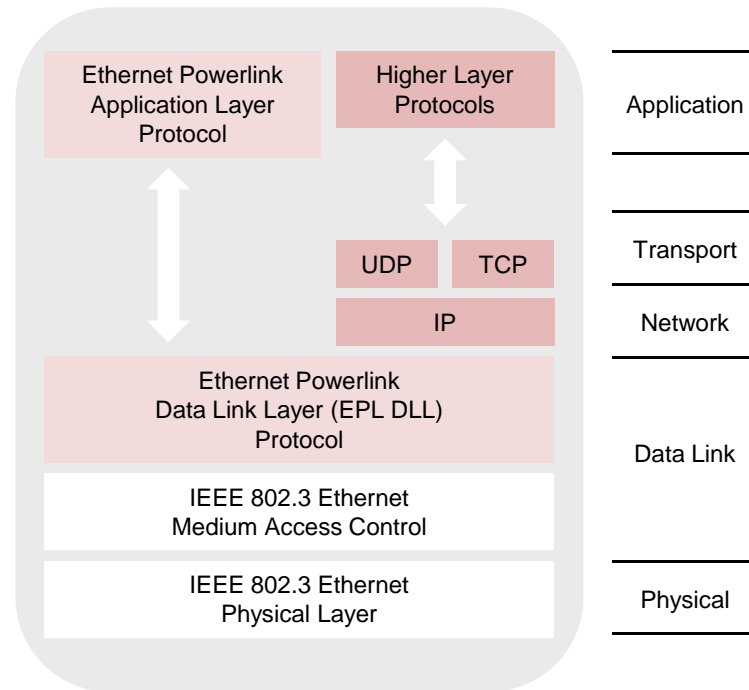 Ethernet Powerlink
Application Layer
Protocol
Higher Layer
Protocols
Application
UDP
TCP
Transport
IP
Network
Ethernet Powerlink
Data Link Layer (EPL DLL)
Protocol
Data Link
IEEE 802.3 Ethernet
Medium Access Control
IEEE 802.3 Ethernet
Physical Layer
Physical